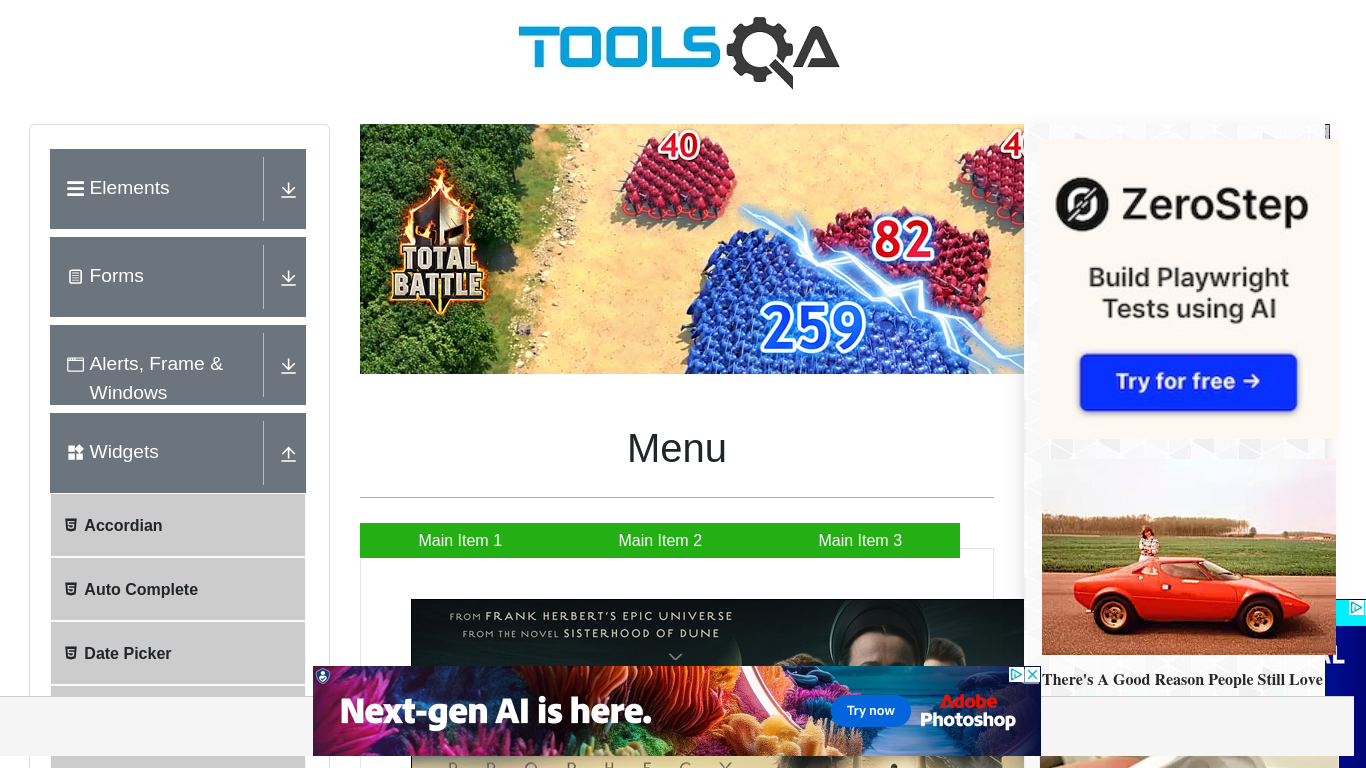 TOOLSQA
Elements
Forms
Alerts, Frame &
Windows
Widgets
Accordian
Auto Complete
Date Picker
40
82
259
TOTAL
BATTLE
Menu
Main Item 1
Main Item 2
Main Item 3
FROM FRANK HERBERT'S EPIC UNIVERSE
FROM THE NOVEL SISTERHOOD OF DUNE
PROPHECY
Next-gen AI is here.
Try now
Adobe
Photoshop
ZeroStep
Build Playwright
Tests using AI
Try for free →
There's A Good Reason People Still Love